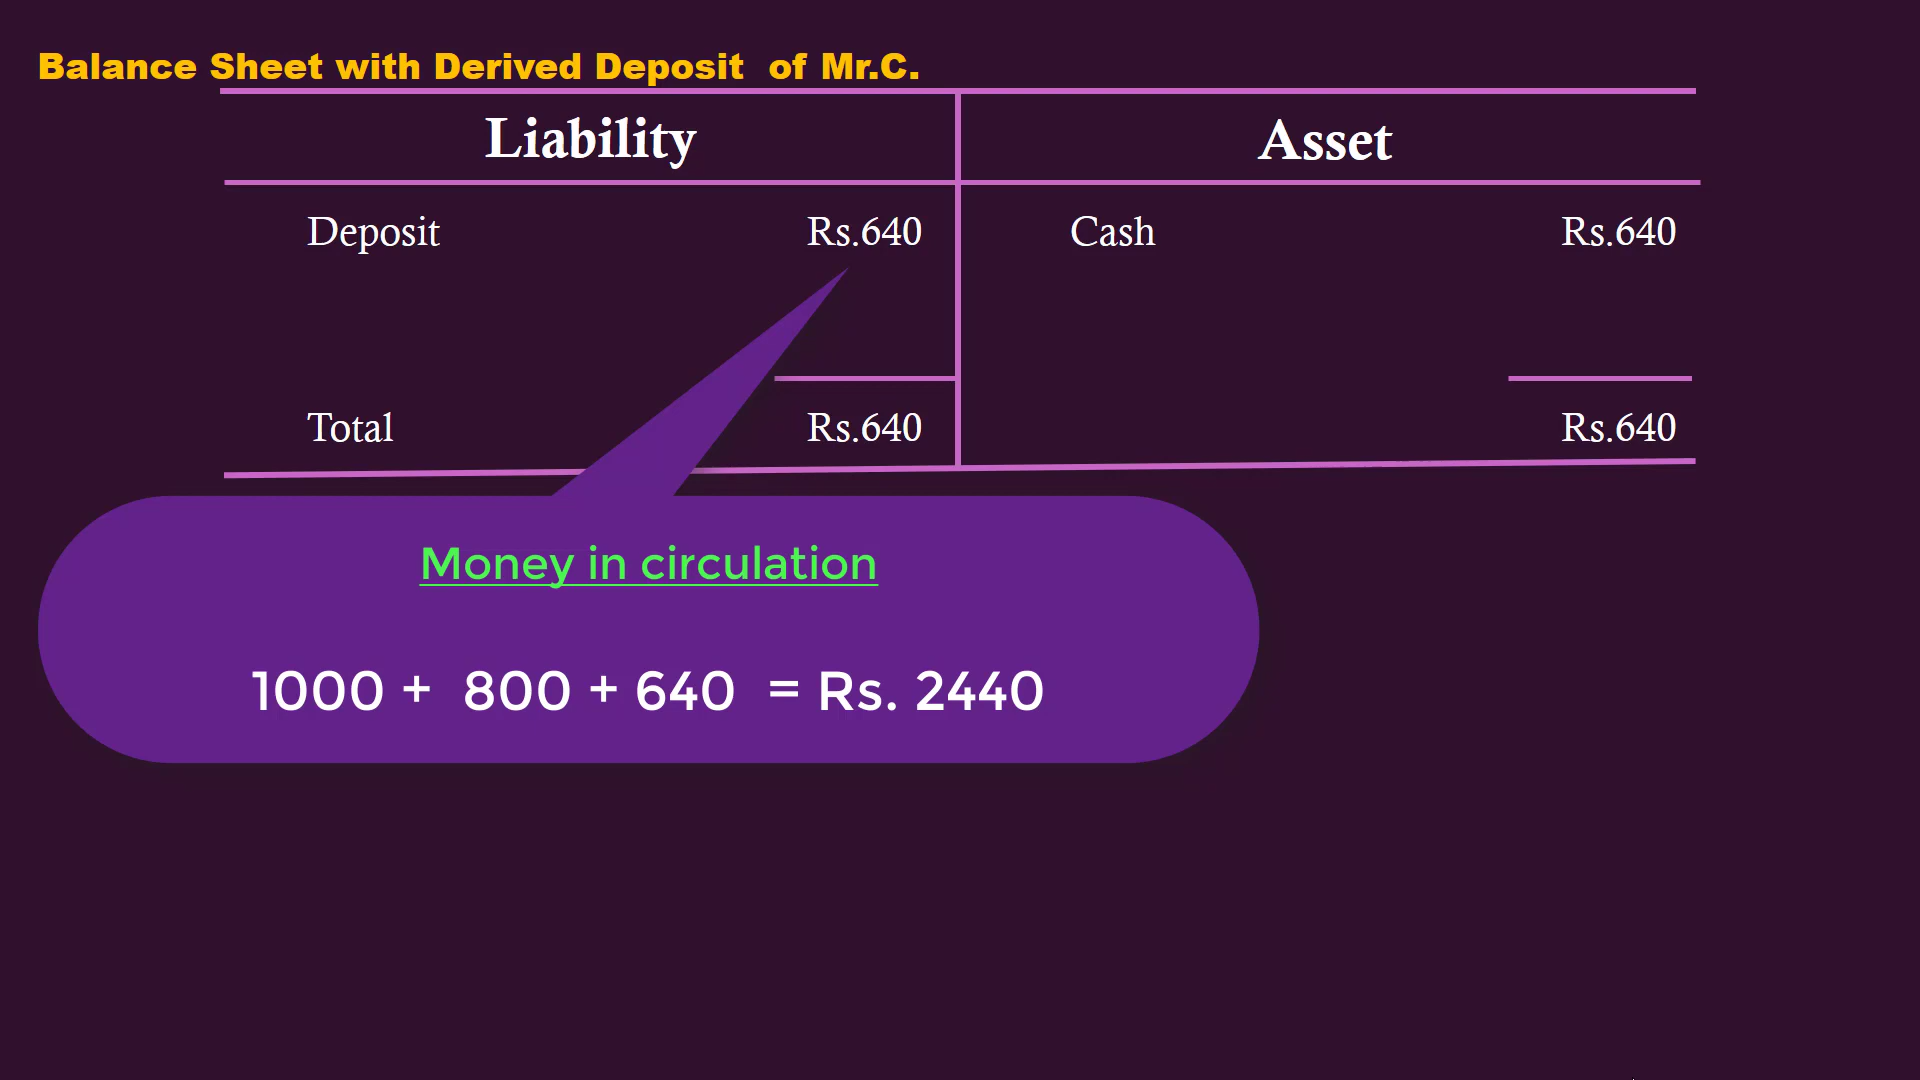 Balance Sheet with Derived Deposit of Mr.C.
Liability Asset
Deposit Rs.640 Cash Rs.640
Total Rs.640 Rs.640
Money in circulation
1000 + 800 + 640 = Rs. 2440